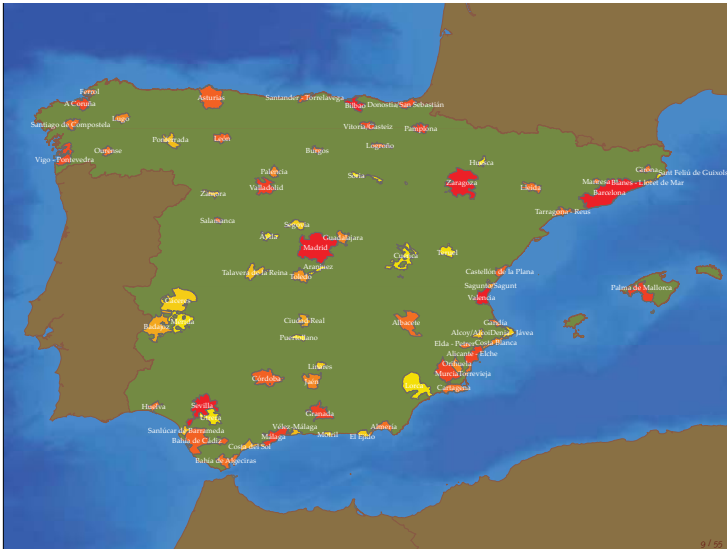 Ferrol
A Coruña
Asturias
Santander - Torrelavega
Bilbao
Donostia/San Sebastián
Santiago de Compostela
Lugo
Vitoria/Gasteiz
Pamplona
Ponferrada
León
Vigo - Pontevedra
Ourense
Burgos
Logroño
Huesca
Girona
Sant Feliú de Guíxols
Palencia
Soria
Manresa
Blanes - Lloret de Mar
Valladolid
Zaragoza
Lleida
Barcelona
Zamora
Tarragona - Reus
Salamanca
Segovia
Ávila
Guadalajara
Madrid
Cuenca
Teruel
Aranjuez
Talavera de la Reina
Toledo
Castellón de la Plana
Sagunto/Sagunt
Valencia
Palma de Mallorca
Cáceres
Badajoz
Mérida
Ciudad Real
Albacete
Gandía
Puertollano
Alcoy/Alcoi
Denia - Jávea
Elda - Petrer
Costa Blanca
Alicante - Elche
Linares
Orihuela
Córdoba
Jaén
Murcia
Torrevieja
Lorca
Cartagena
Huelva
Sevilla
Utrera
Granada
Sanlúcar de Barrameda
Vélez-Málaga
Almería
Bahía de Cádiz
Málaga
Motril
El Ejido
Costa del Sol
Bahía de Algeciras
9 / 55